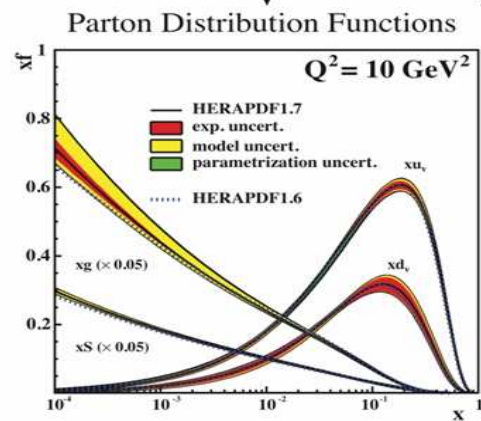 Parton Distribution Functions
xf
1
Q² = 10 GeV²
HERAPDF1.7
exp. uncert.
model uncert.
parametrization uncert.
HERAPDF1.6
0.8
0.6
0.4
0.2
xuᵥ
xdᵥ
xg (× 0.05)
xS (× 0.05)
10⁻⁴
10⁻³
10⁻²
10⁻¹
1
x